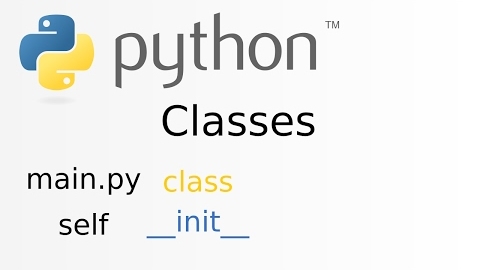 python™
Classes
main.py class
self __init__